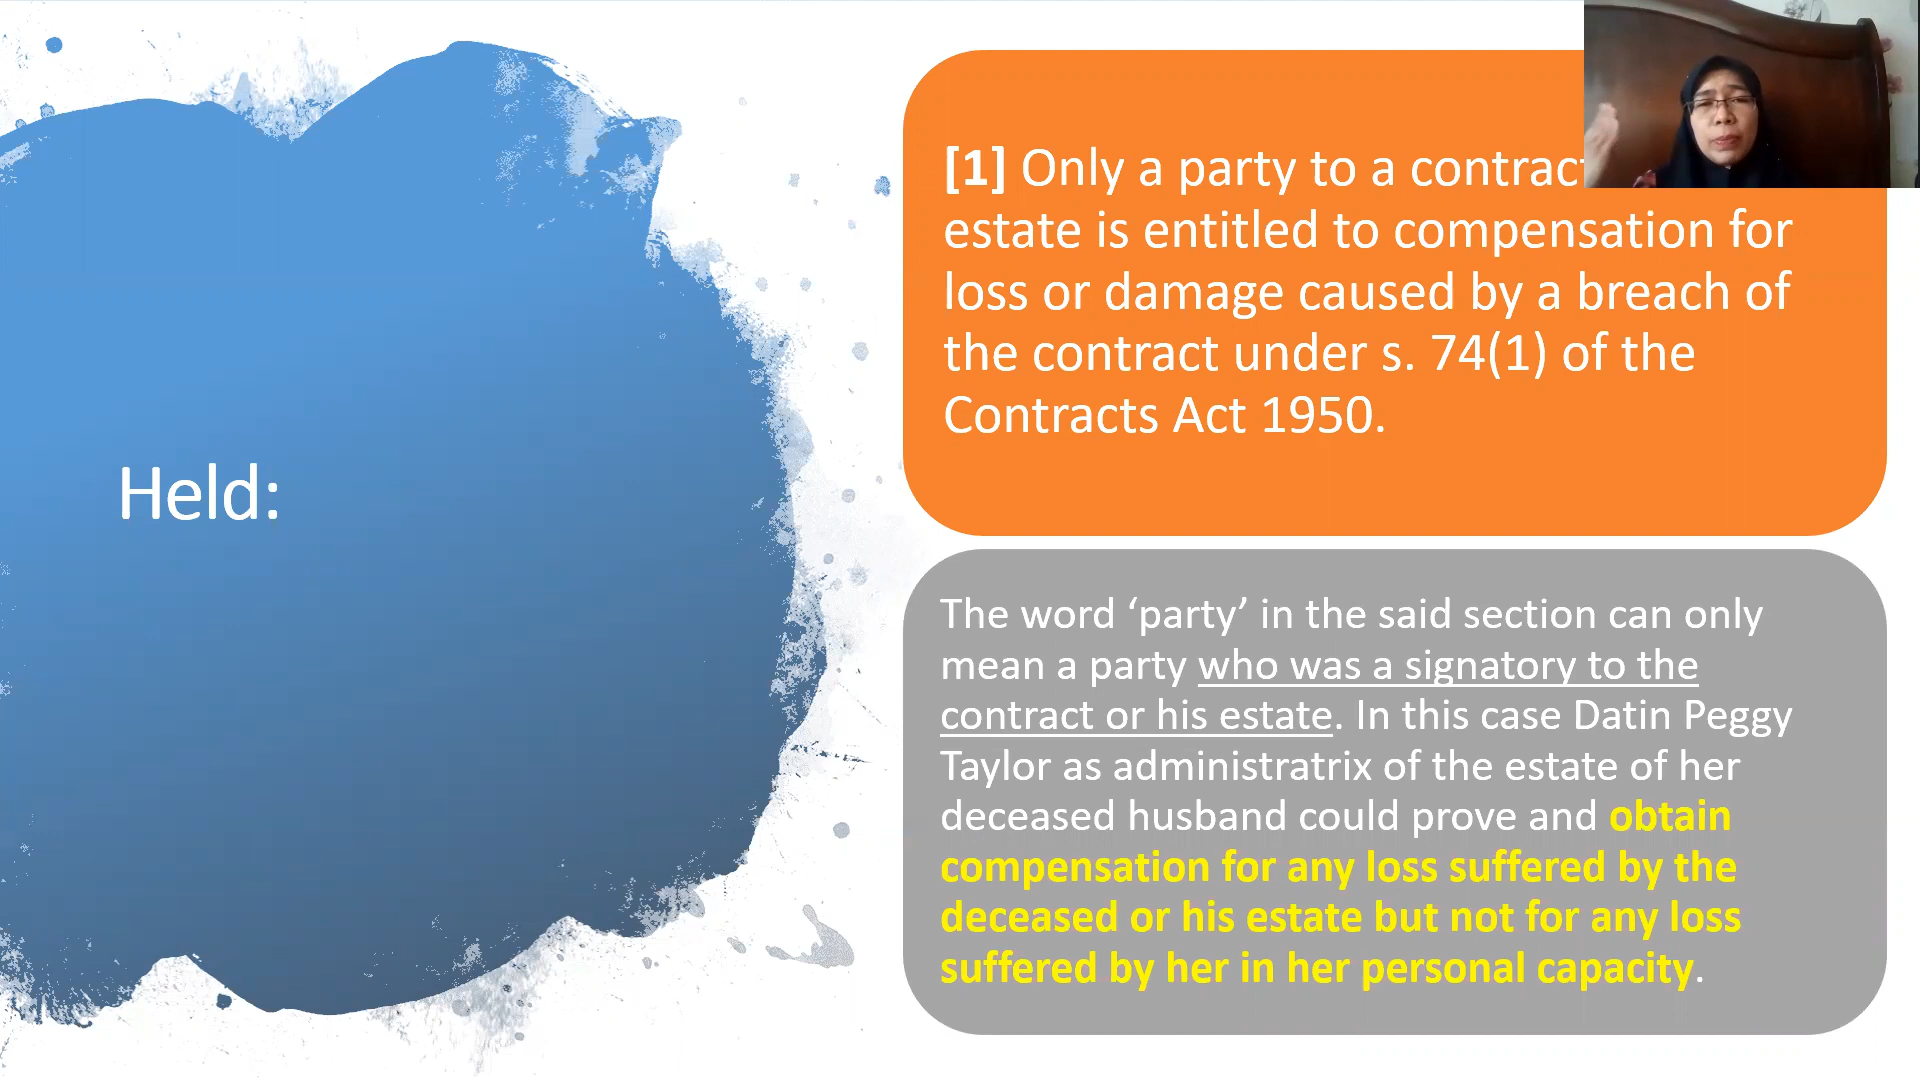 Held:
[1] Only a party to a contrac
estate is entitled to compensation for
loss or damage caused by a breach of
the contract under s. 74(1) of the
Contracts Act 1950.
The word ‘party’ in the said section can only
mean a party who was a signatory to the
contract or his estate. In this case Datin Peggy
Taylor as administratrix of the estate of her
deceased husband could prove and obtain
compensation for any loss suffered by the
deceased or his estate but not for any loss
suffered by her in her personal capacity.